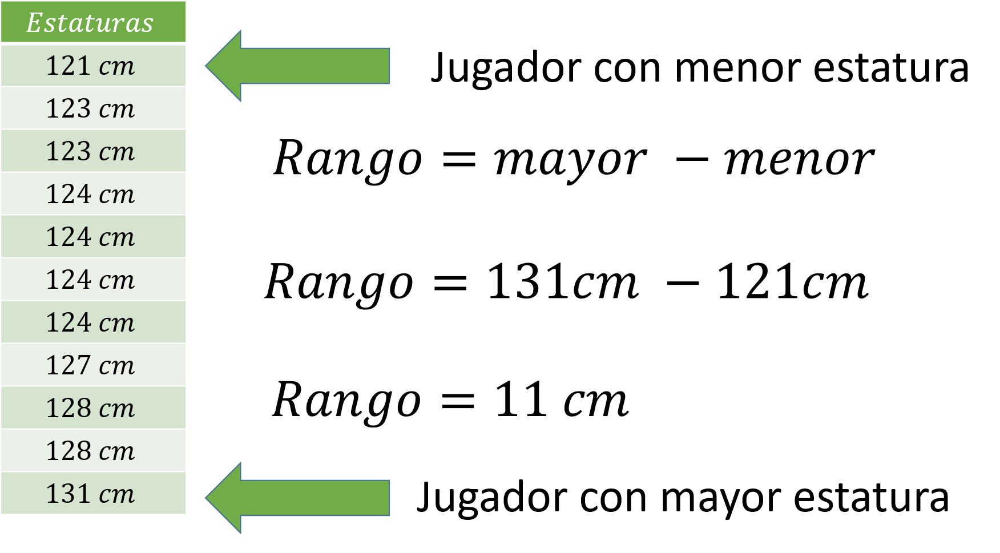 Estaturas
121 cm
Jugador con menor estatura
123 cm
123 cm
Rango = mayor − menor
124 cm
124 cm
124 cm
Rango = 131cm − 121cm
124 cm
127 cm
128 cm
Rango = 11 cm
128 cm
131 cm
Jugador con mayor estatura